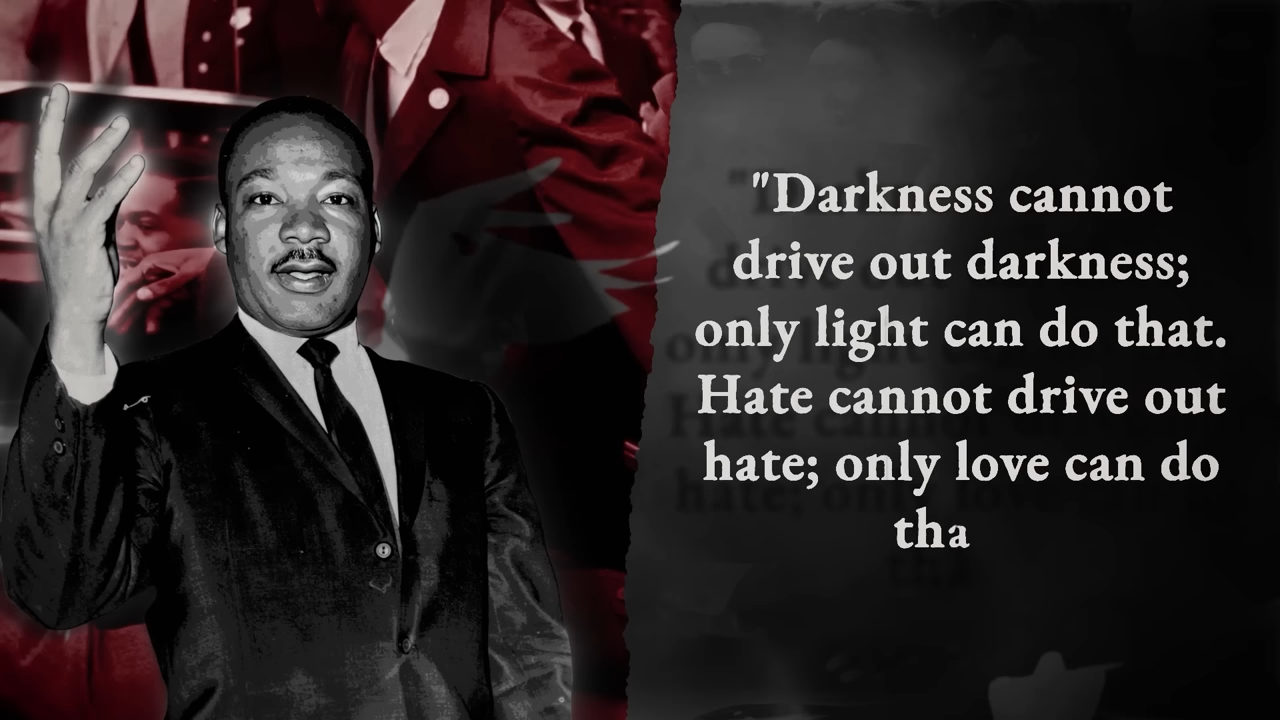 "Darkness cannot
drive out darkness;
only light can do that.
Hate cannot drive out
hate; only love can do
tha